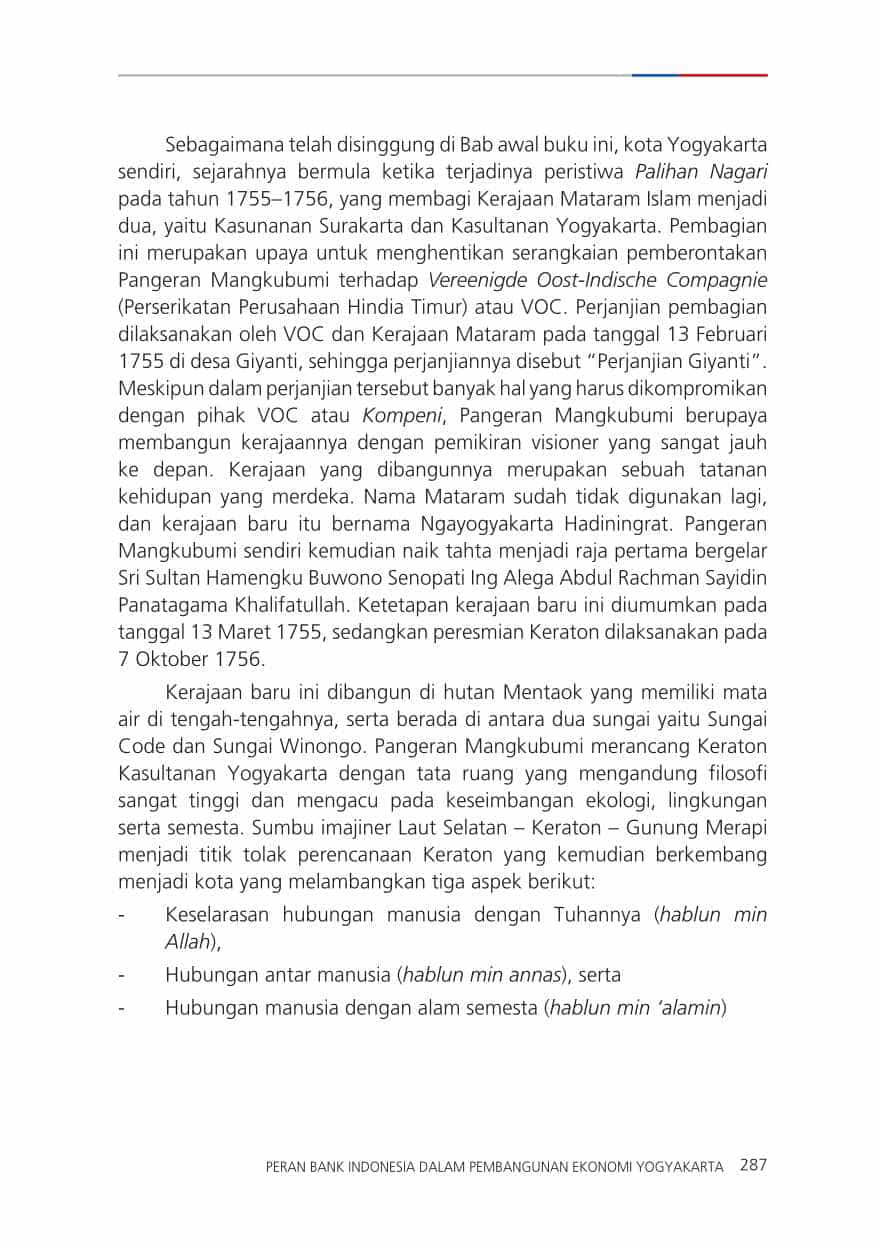 Sebagaimana telah disinggung di Bab awal buku ini, kota Yogyakarta
sendiri, sejarahnya bermula ketika terjadinya peristiwa Palihan Nagari
pada tahun 1755–1756, yang membagi Kerajaan Mataram Islam menjadi
dua, yaitu Kasunanan Surakarta dan Kasultanan Yogyakarta. Pembagian
ini merupakan upaya untuk menghentikan serangkaian pemberontakan
Pangeran Mangkubumi terhadap Vereenigde Oost-Indische Compagnie
(Perserikatan Perusahaan Hindia Timur) atau VOC. Perjanjian pembagian
dilaksanakan oleh VOC dan Kerajaan Mataram pada tanggal 13 Februari
1755 di desa Giyanti, sehingga perjanjiannya disebut “Perjanjian Giyanti”.
Meskipun dalam perjanjian tersebut banyak hal yang harus dikompromikan
dengan pihak VOC atau Kompeni, Pangeran Mangkubumi berupaya
membangun kerajaannya dengan pemikiran visioner yang sangat jauh
ke depan. Kerajaan yang dibangunnya merupakan sebuah tatanan
kehidupan yang merdeka. Nama Mataram sudah tidak digunakan lagi,
dan kerajaan baru itu bernama Ngayogyakarta Hadiningrat. Pangeran
Mangkubumi sendiri kemudian naik tahta menjadi raja pertama bergelar
Sri Sultan Hamengku Buwono Senopati Ing Alega Abdul Rachman Sayidin
Panatagama Khalifatullah. Ketetapan kerajaan baru ini diumumkan pada
tanggal 13 Maret 1755, sedangkan peresmian Keraton dilaksanakan pada
7 Oktober 1756.
Kerajaan baru ini dibangun di hutan Mentaok yang memiliki mata
air di tengah-tengahnya, serta berada di antara dua sungai yaitu Sungai
Code dan Sungai Winongo. Pangeran Mangkubumi merancang Keraton
Kasultanan Yogyakarta dengan tata ruang yang mengandung filosofi
sangat tinggi dan mengacu pada keseimbangan ekologi, lingkungan
serta semesta. Sumbu imajiner Laut Selatan – Keraton – Gunung Merapi
menjadi titik tolak perencanaan Keraton yang kemudian berkembang
menjadi kota yang melambangkan tiga aspek berikut:
- Keselarasan hubungan manusia dengan Tuhannya (hablun min
Allah),
- Hubungan antar manusia (hablun min annas), serta
- Hubungan manusia dengan alam semesta (hablun min ‘alamin)
PERAN BANK INDONESIA DALAM PEMBANGUNAN EKONOMI YOGYAKARTA 287